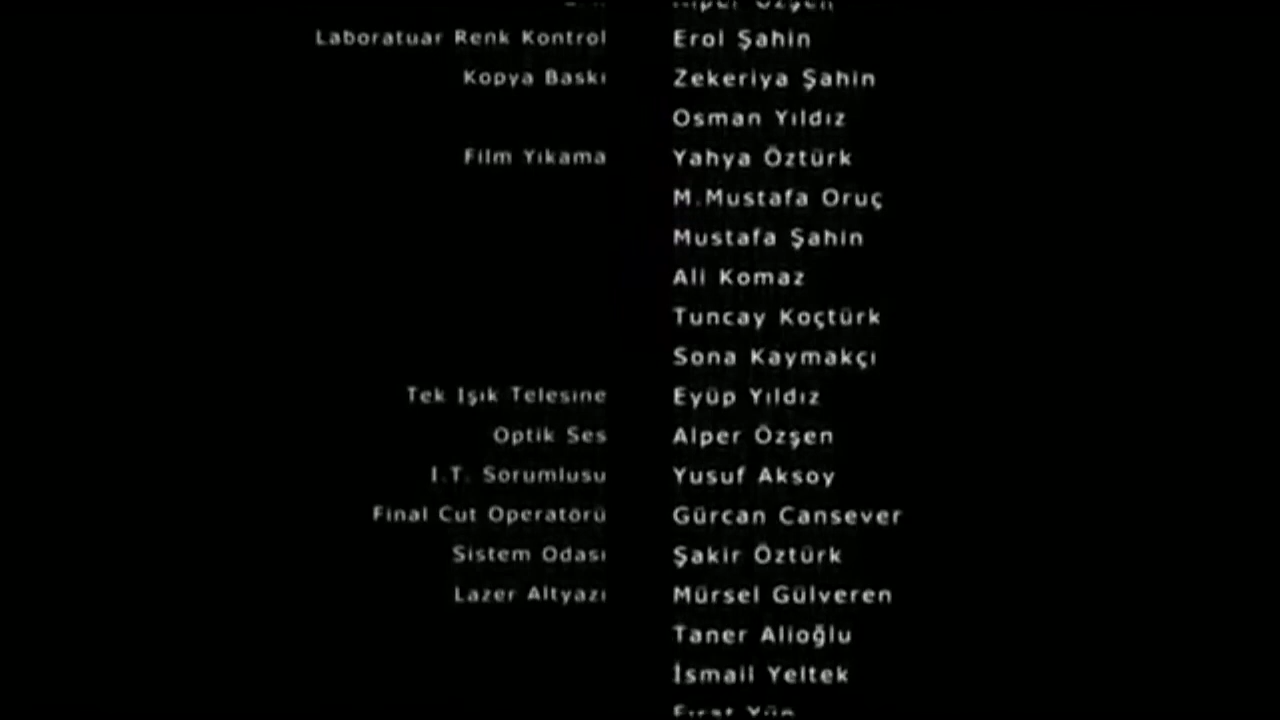 Laboratuar Renk Kontrol Erol Şahin
Kopya Baskı Zekeriya Şahin
Osman Yıldız
Film Yıkama Yahya Öztürk
M.Mustafa Oruç
Mustafa Şahin
Ali Komaz
Tuncay Koçtürk
Sona Kaymakçı
Tek Işık Telesine Eyüp Yıldız
Optik Ses Alper Özşen
I.T. Sorumlusu Yusuf Aksoy
Final Cut Operatörü Gürcan Cansever
Sistem Odası Şakir Öztürk
Lazer Altyazı Mürsel Gülveren
Taner Alioğlu
İsmail Yeltek